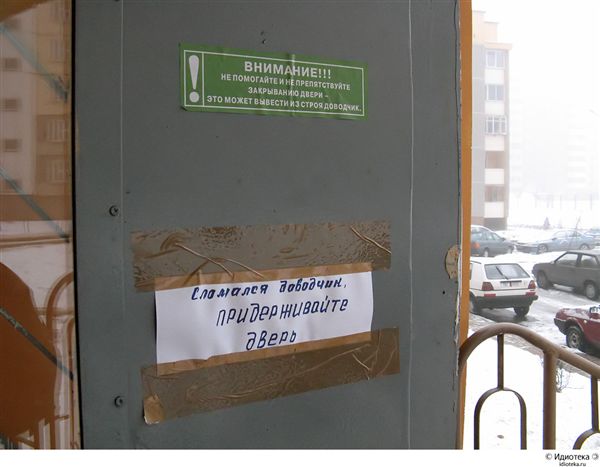 ВНИМАНИЕ!!!
НЕ ПОМОГАЙТЕ И НЕ ПРЕПЯТСТВУЙТЕ
ЗАКРЫВАНИЮ ДВЕРИ –
ЭТО МОЖЕТ ВЫВЕСТИ ИЗ СТРОЯ ДОВОДЧИК.
Сломался доводчик,
ПРИДЕРЖИВАЙТЕ
дверь
© Идиотека
idioteka.ru